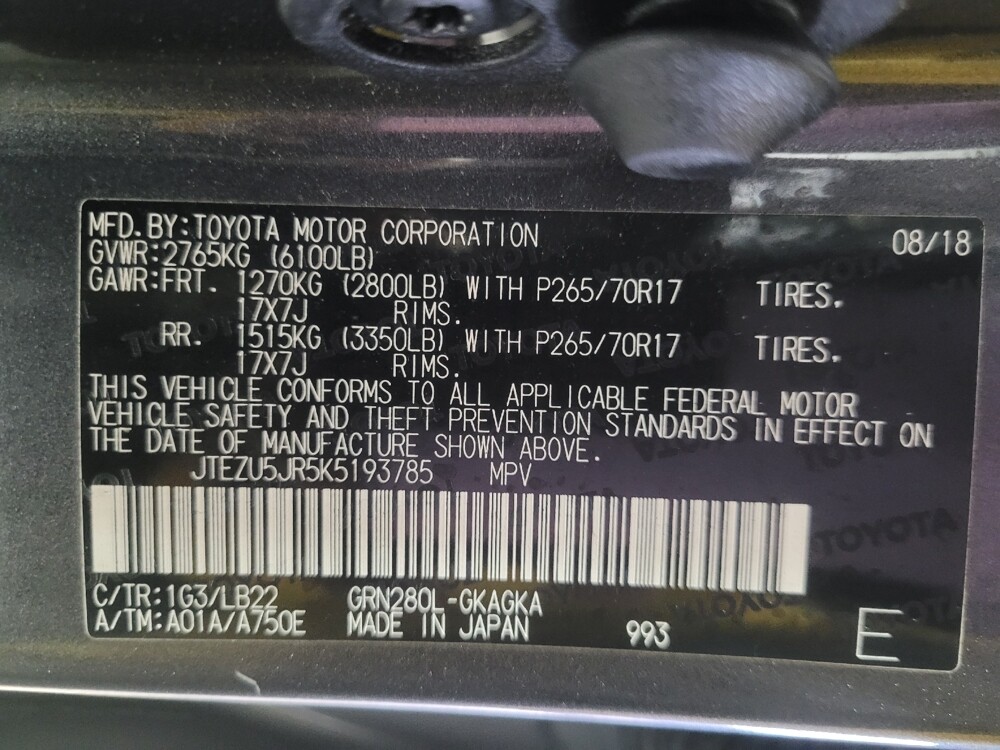 MFD. BY: TOYOTA MOTOR CORPORATION 08/18
GVWR: 2765KG (6100LB)
GAWR: FRT. 1270KG (2800LB) WITH P265/70R17 TIRES.
17X7J RIMS.
RR. 1515KG (3350LB) WITH P265/70R17 TIRES.
17X7J RIMS.
THIS VEHICLE CONFORMS TO ALL APPLICABLE FEDERAL MOTOR
VEHICLE SAFETY AND THEFT PREVENTION STANDARDS IN EFFECT ON
THE DATE OF MANUFACTURE SHOWN ABOVE.
JTEZU5JR5K5193785 MPV
C/TR: 1G3/LB22 GRN280L-GKAGKA
A/TM: A01A/A750E MADE IN JAPAN 993 E